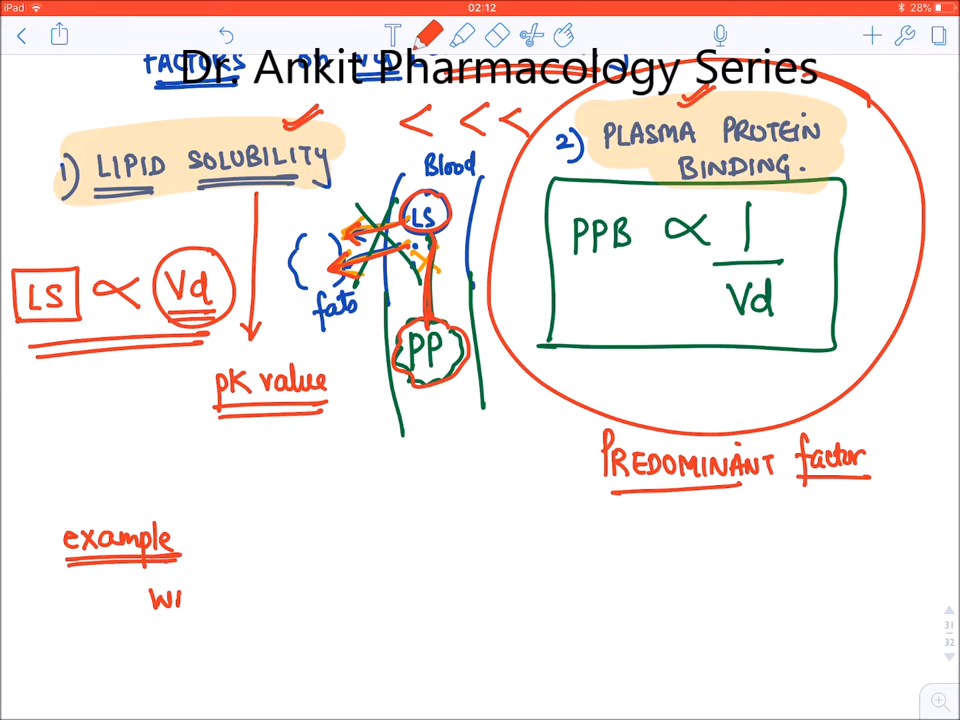 iPad 02:12 28%
FACTORS
Dr. Ankit Pharmacology Series
1) LIPID SOLUBILITY
< < <
2) PLASMA PROTEIN
BINDING.
Blood
LS
fats
PP
LS ∝ Vd
pK value
PPB ∝ 1
Vd
PREDOMINANT factor
example
WI
31
32